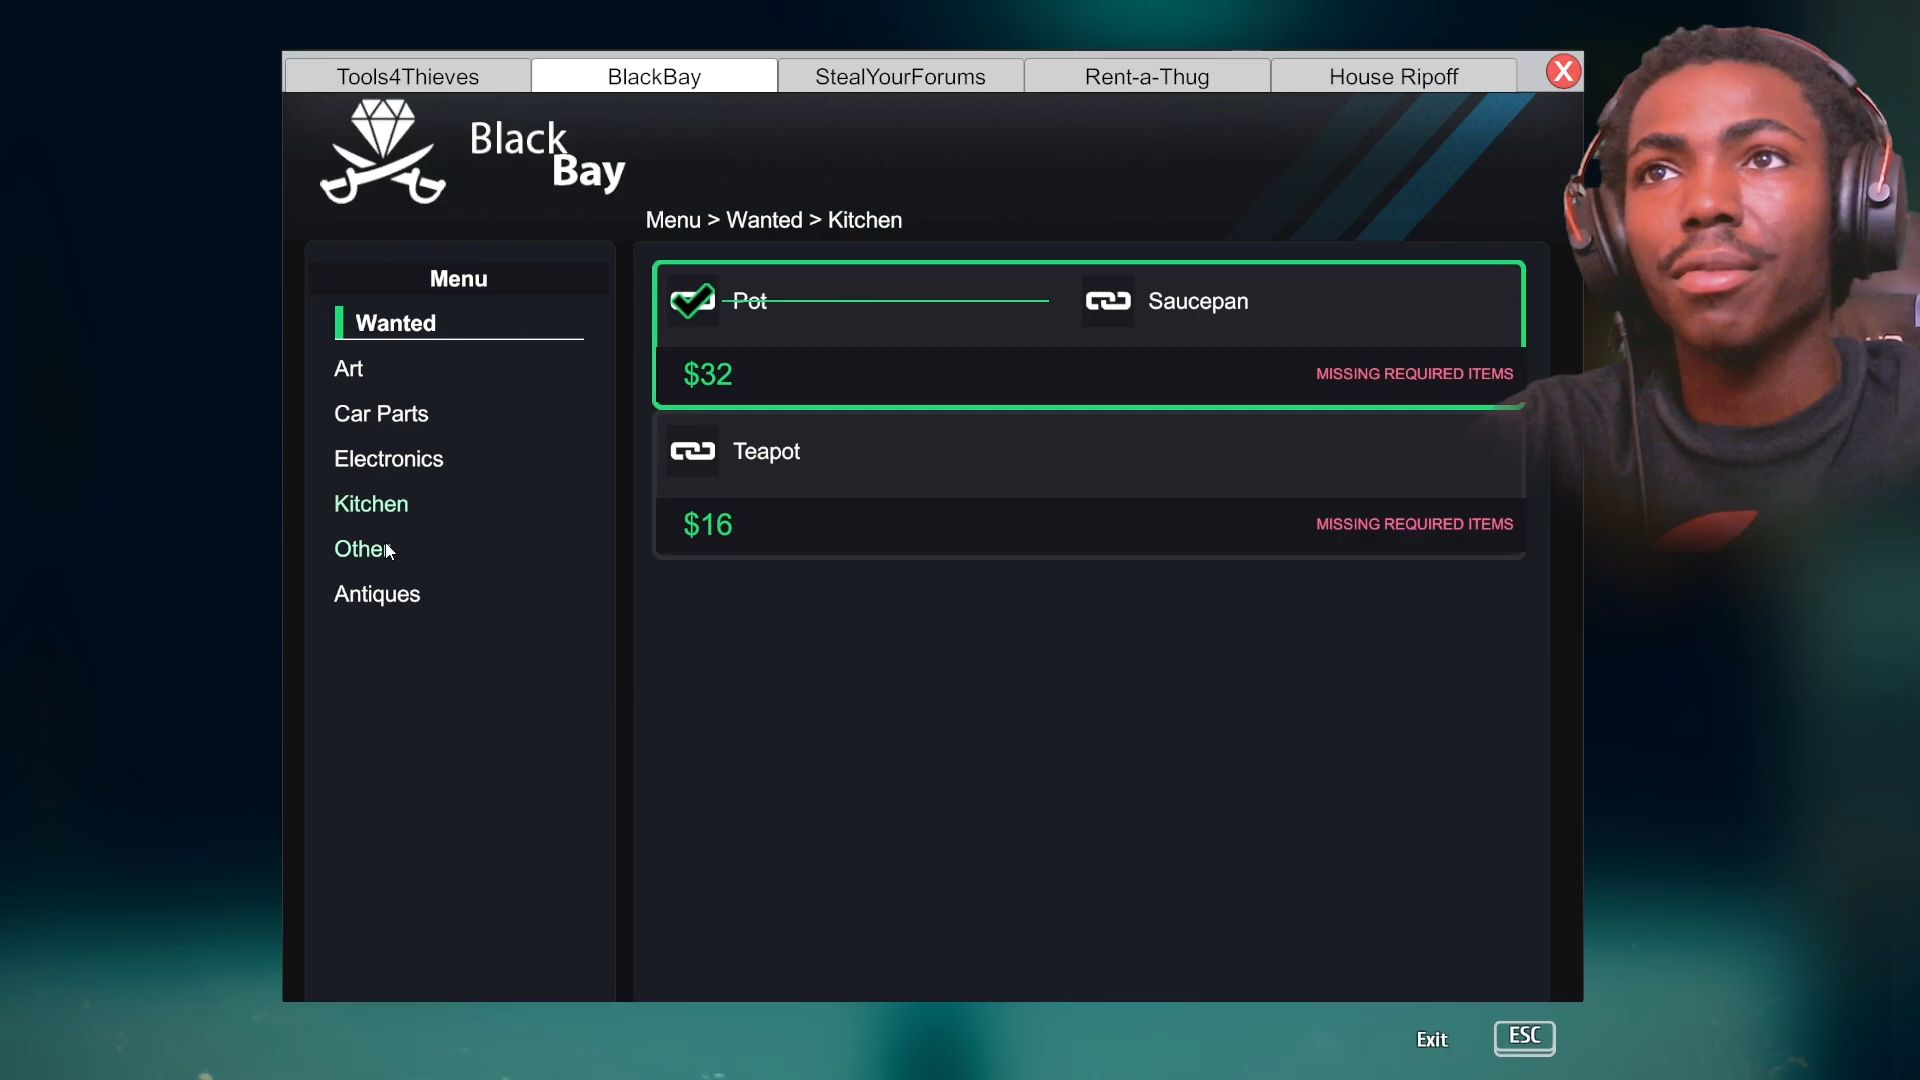 Tools4Thieves
BlackBay
StealYourForums
Rent-a-Thug
House Ripoff
X
Black
Bay
Menu > Wanted > Kitchen
Menu
Wanted
Art
Car Parts
Electronics
Kitchen
Other
Antiques
Pot
Saucepan
$32
MISSING REQUIRED ITEMS
Teapot
$16
MISSING REQUIRED ITEMS
Exit
ESC